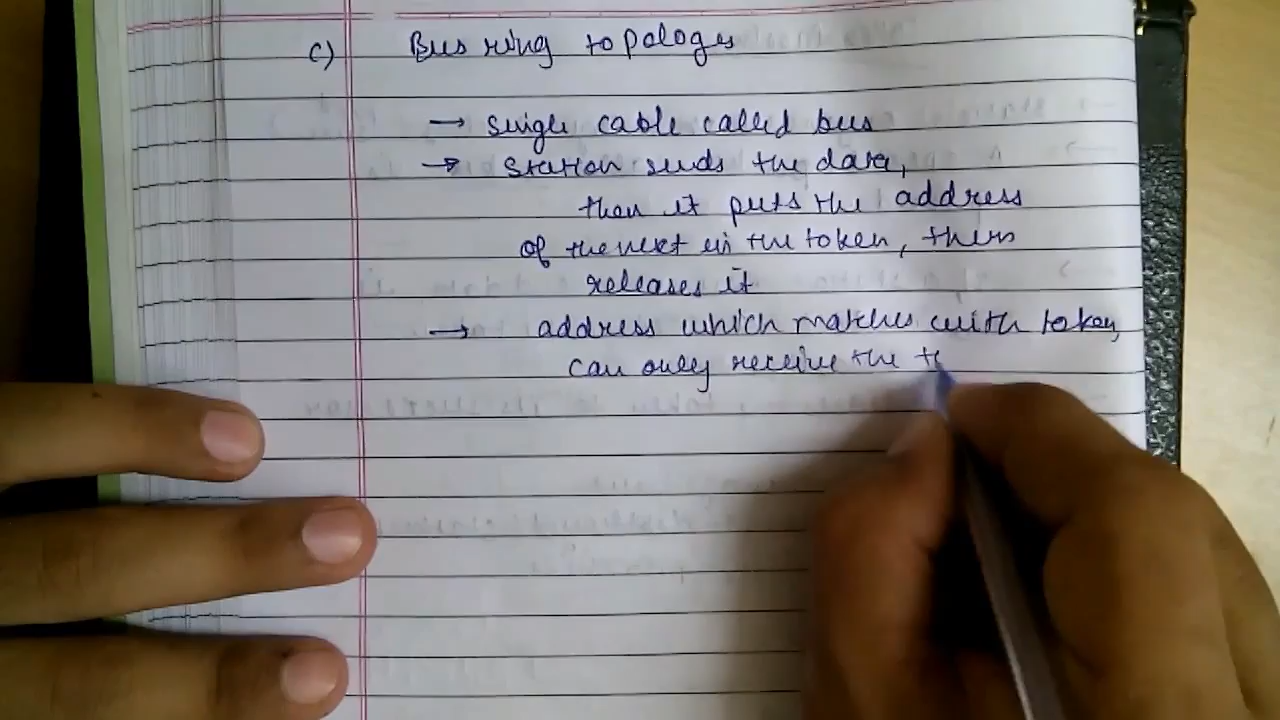 c) Bus ring topology
→ single cable called bus
→ station sends the data,
then it puts the address
of the next in the token, then
releases it
→ address which matches with token,
can only receive the t